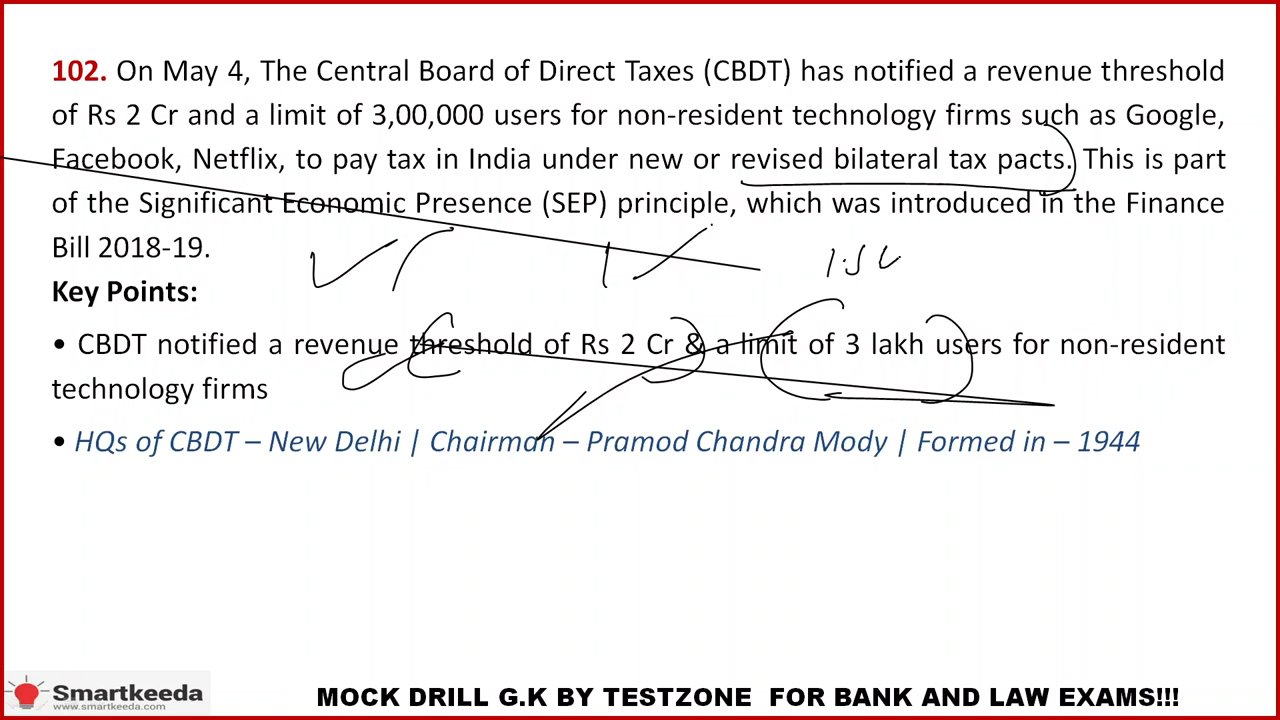 102. On May 4, The Central Board of Direct Taxes (CBDT) has notified a revenue threshold
of Rs 2 Cr and a limit of 3,00,000 users for non-resident technology firms such as Google,
Facebook, Netflix, to pay tax in India under new or revised bilateral tax pacts. This is part
of the Significant Economic Presence (SEP) principle, which was introduced in the Finance
Bill 2018-19.
Key Points:
• CBDT notified a revenue threshold of Rs 2 Cr & a limit of 3 lakh users for non-resident
technology firms
• HQs of CBDT – New Delhi | Chairman – Pramod Chandra Mody | Formed in – 1944
Smartkeeda
www.smartkeeda.com
MOCK DRILL G.K BY TESTZONE FOR BANK AND LAW EXAMS!!!